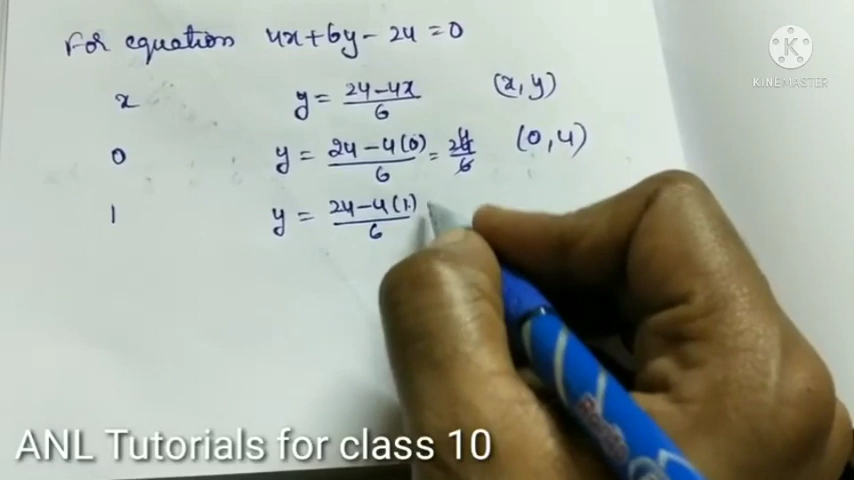 For equation 4x+6y-24=0
x y = 24-4x / 6 (x, y)
0 y = 24-4(0) / 6 = 24 / 6 (0, 4)
1 y = 24-4(1) / 6
K
KINEMASTER
ANL Tutorials for class 10